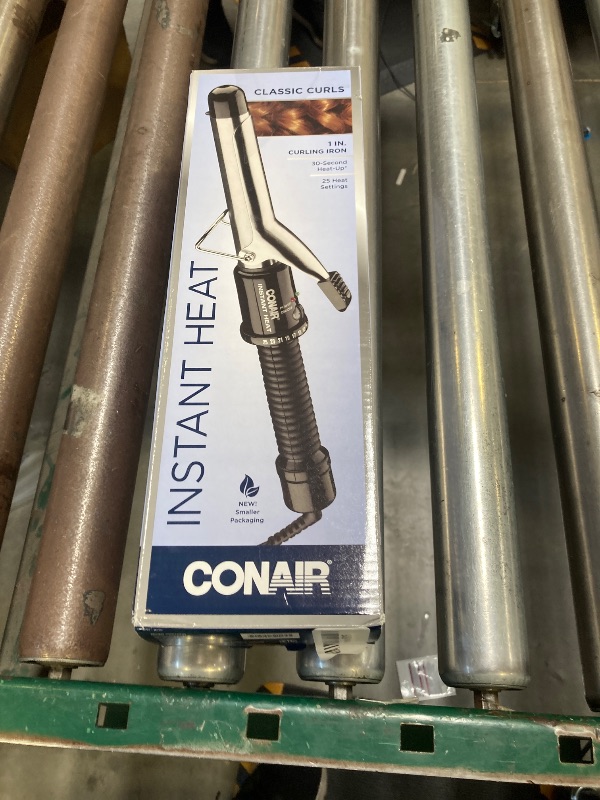 CLASSIC CURLS
1 IN.
CURLING IRON
30-Second
Heat-Up*
25 Heat
Settings
INSTANT HEAT
CONAIR
INSTANT HEAT
NEW!
Smaller
Packaging
CONAIR®